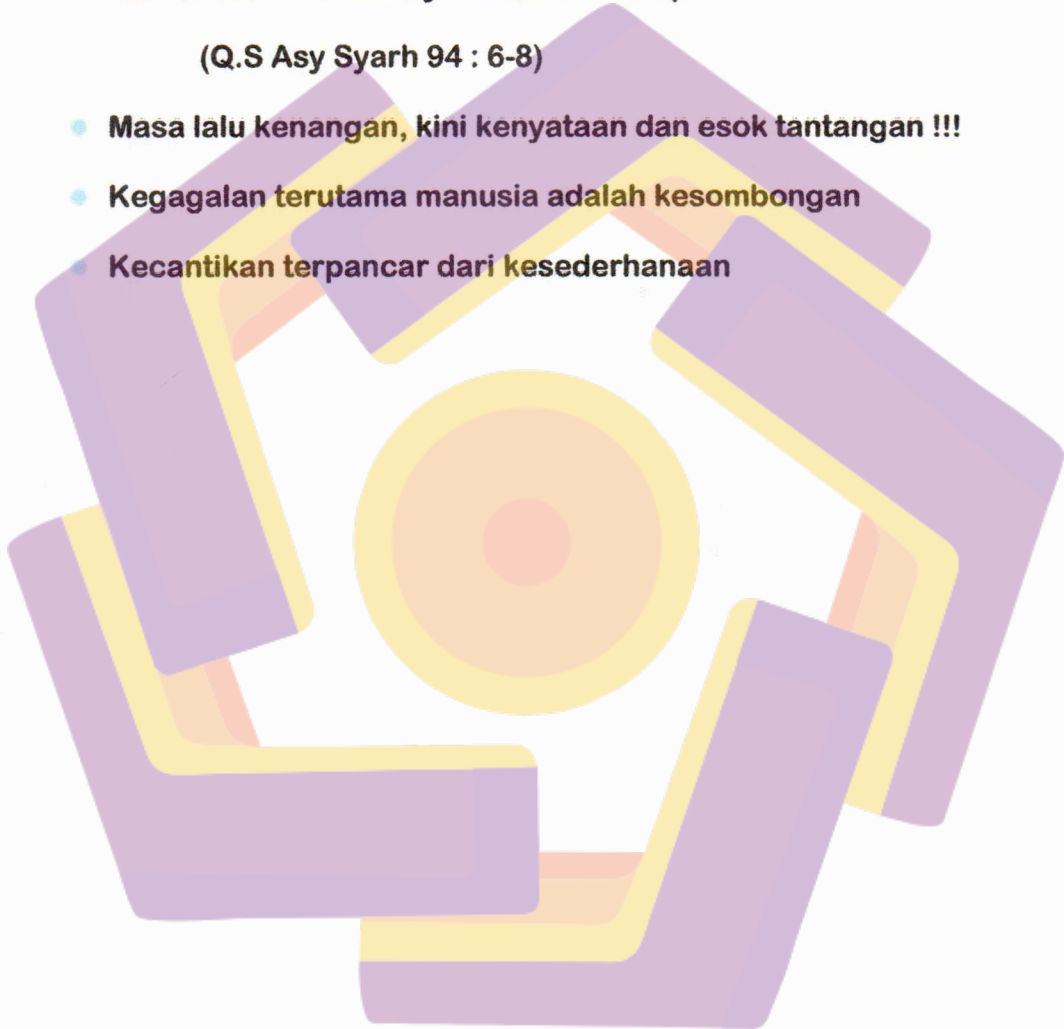 (Q.S Asy Syarh 94 : 6-8)
Masa lalu kenangan, kini kenyataan dan esok tantangan !!!
Kegagalan terutama manusia adalah kesombongan
Kecantikan terpancar dari kesederhanaan